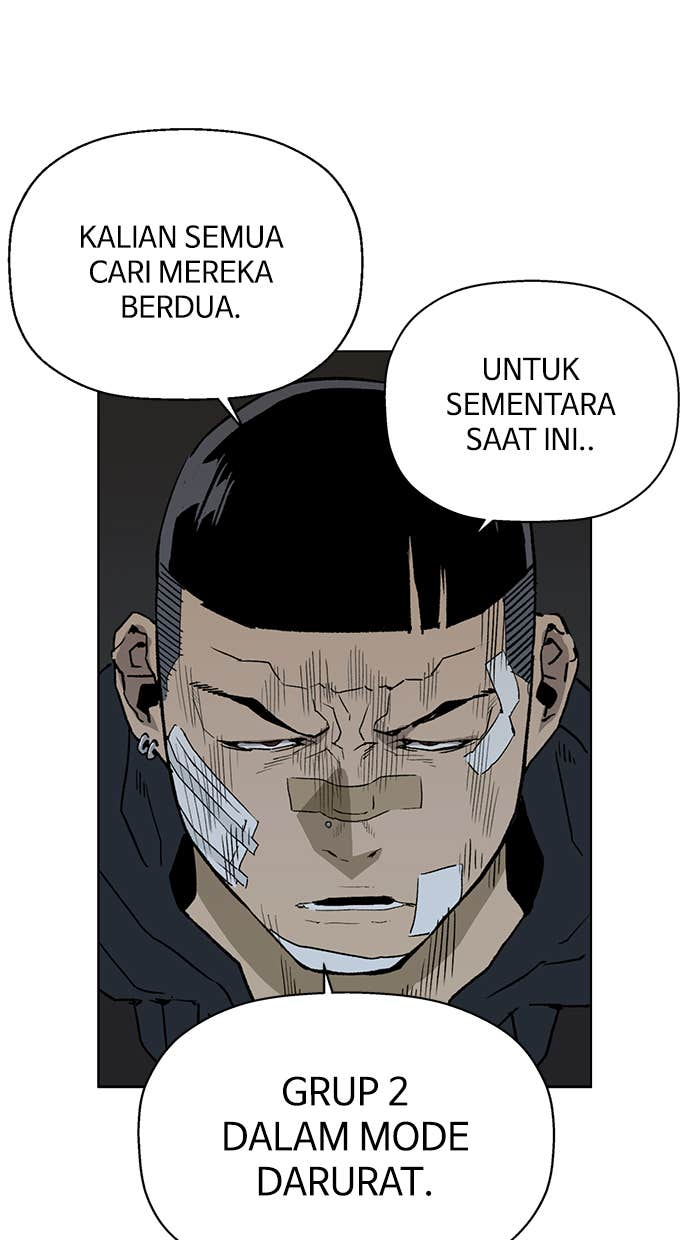 KALIAN SEMUA
CARI MEREKA
BERDUA.
UNTUK
SEMENTARA
SAAT INI..
GRUP 2
DALAM MODE
DARURAT.